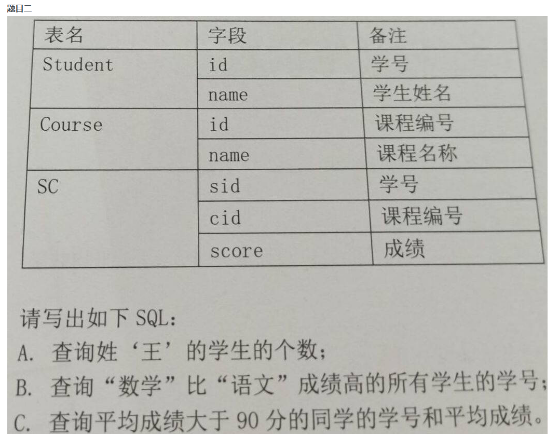 题目二
表名 字段 备注
Student id 学号
name 学生姓名
Course id 课程编号
name 课程名称
SC sid 学号
cid 课程编号
score 成绩
请写出如下 SQL:
A. 查询姓‘王’的学生的个数;
B. 查询“数学”比“语文”成绩高的所有学生的学号;
C. 查询平均成绩大于 90 分的同学的学号和平均成绩。